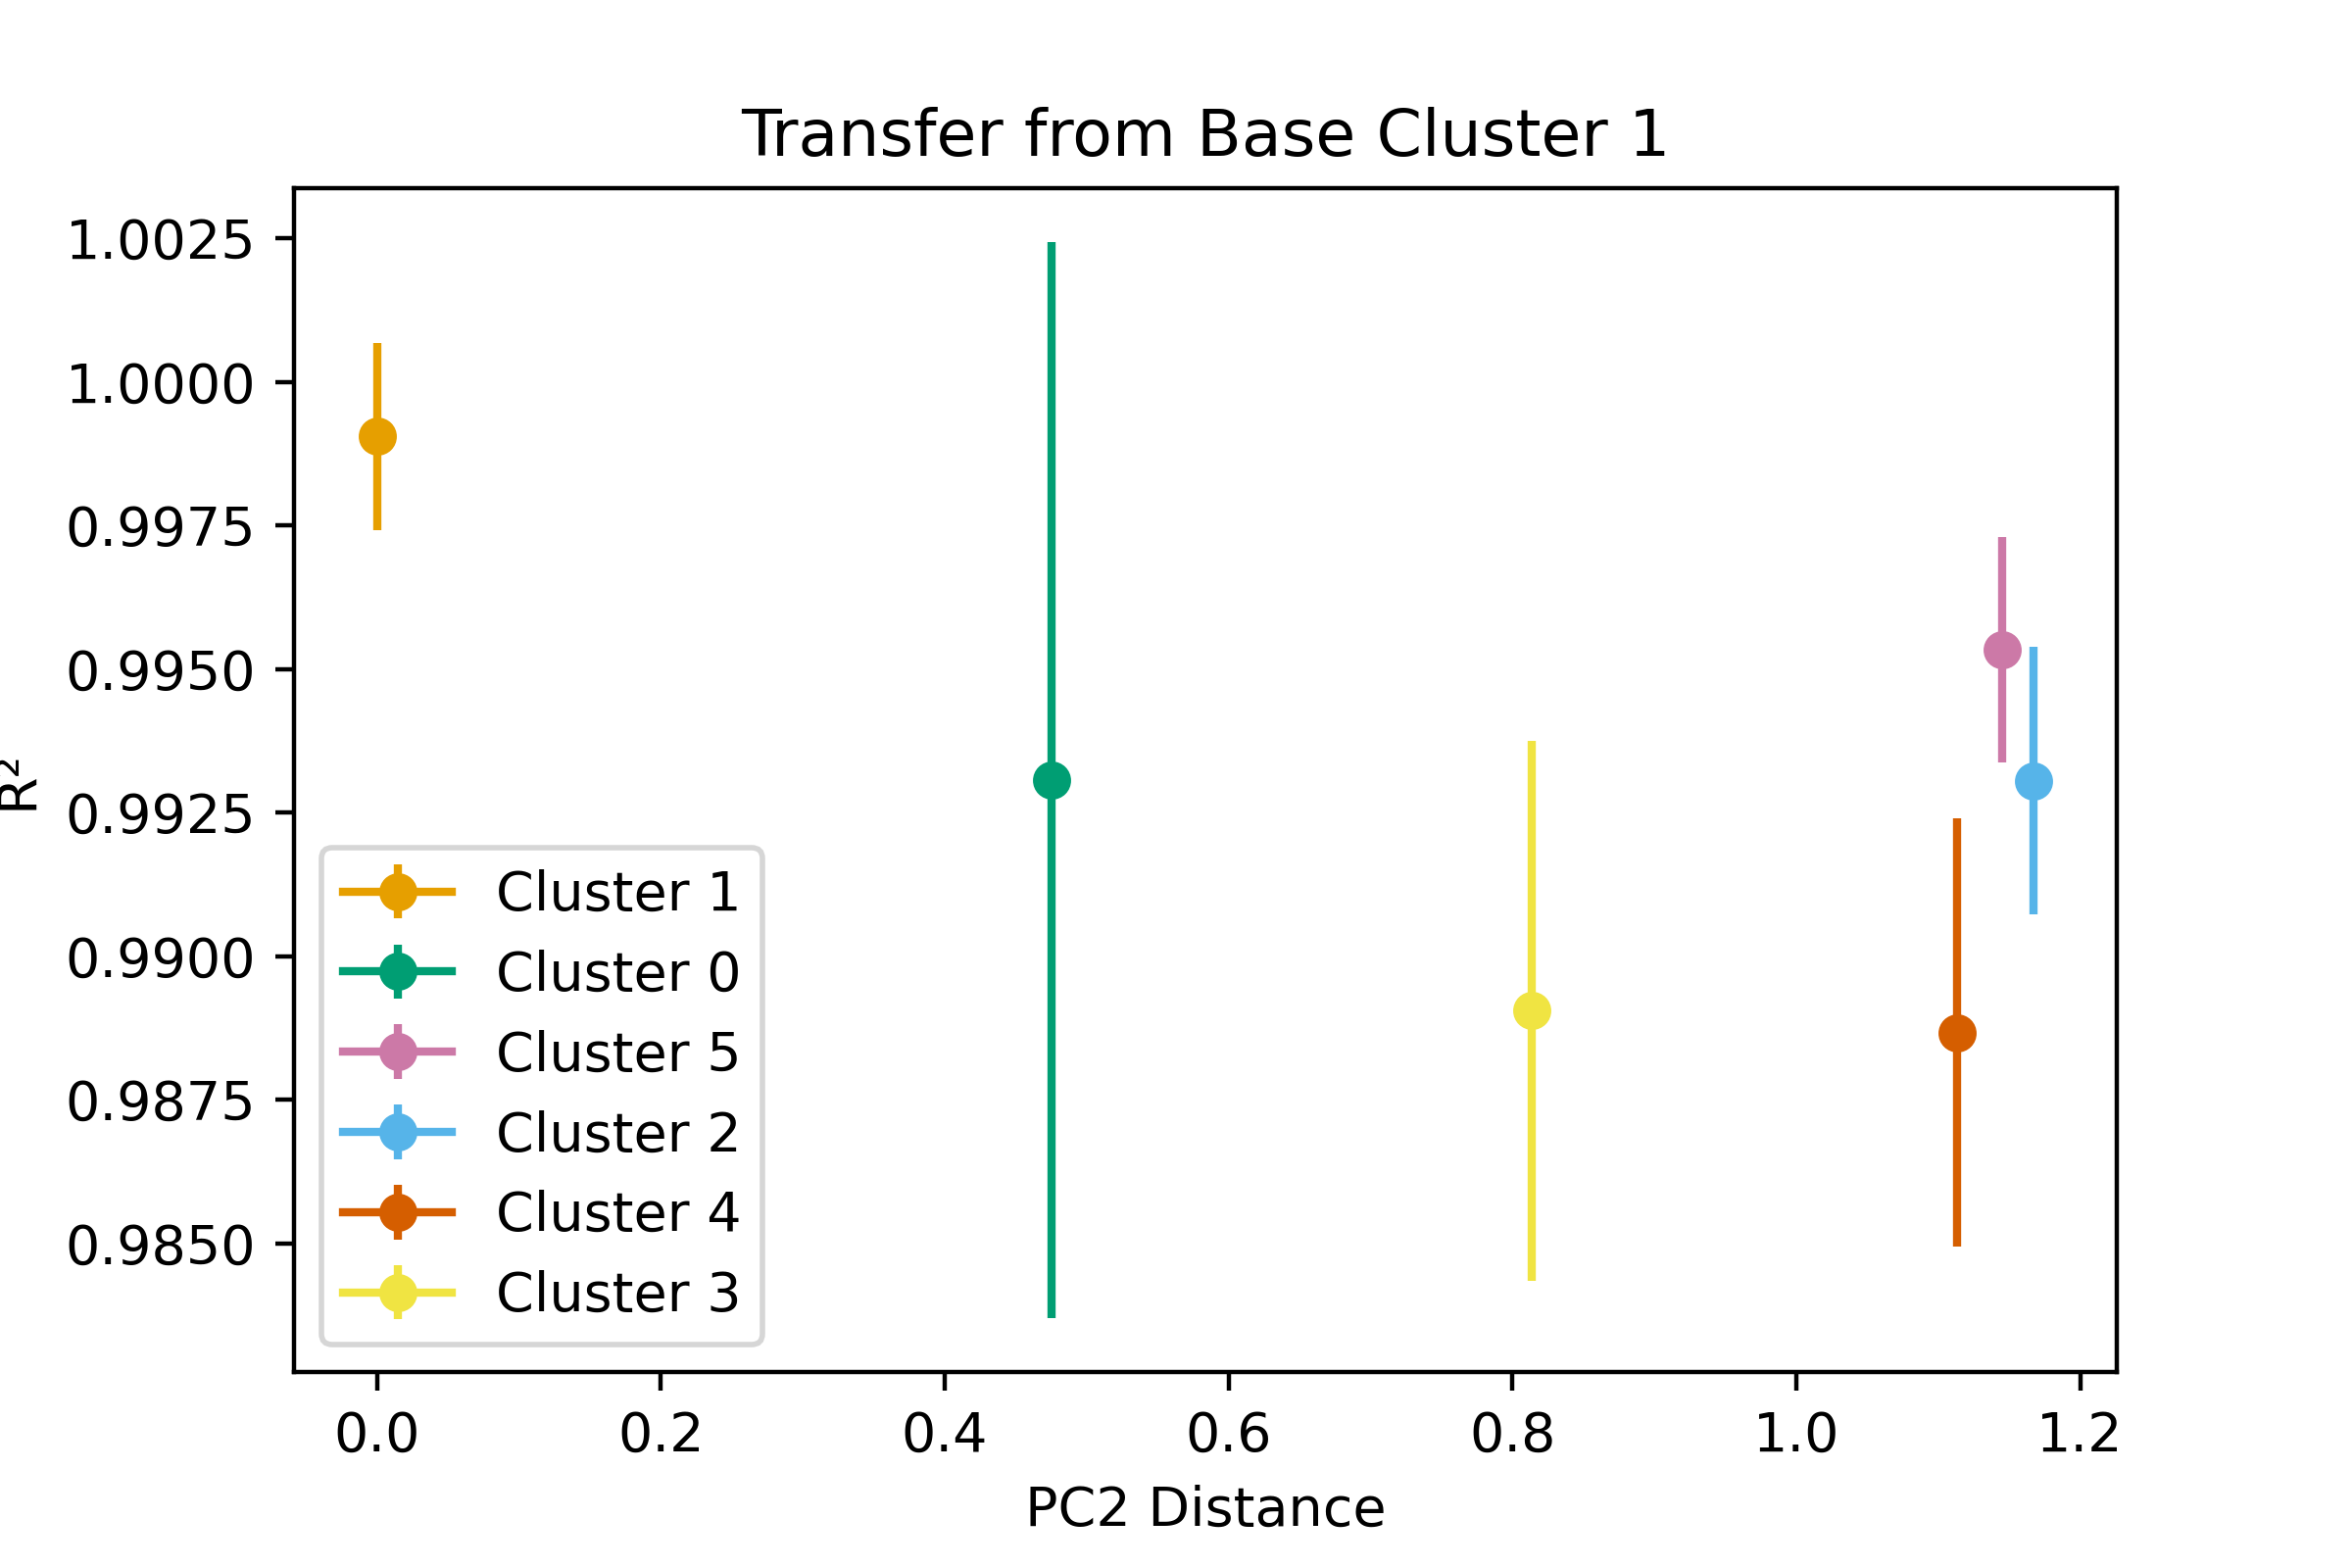 Transfer from Base Cluster 1
1.0025
1.0000
0.9975
0.9950
0.9925
0.9900
0.9875
0.9850
R²
Cluster 1
Cluster 0
Cluster 5
Cluster 2
Cluster 4
Cluster 3
0.0 0.2 0.4 0.6 0.8 1.0 1.2
PC2 Distance